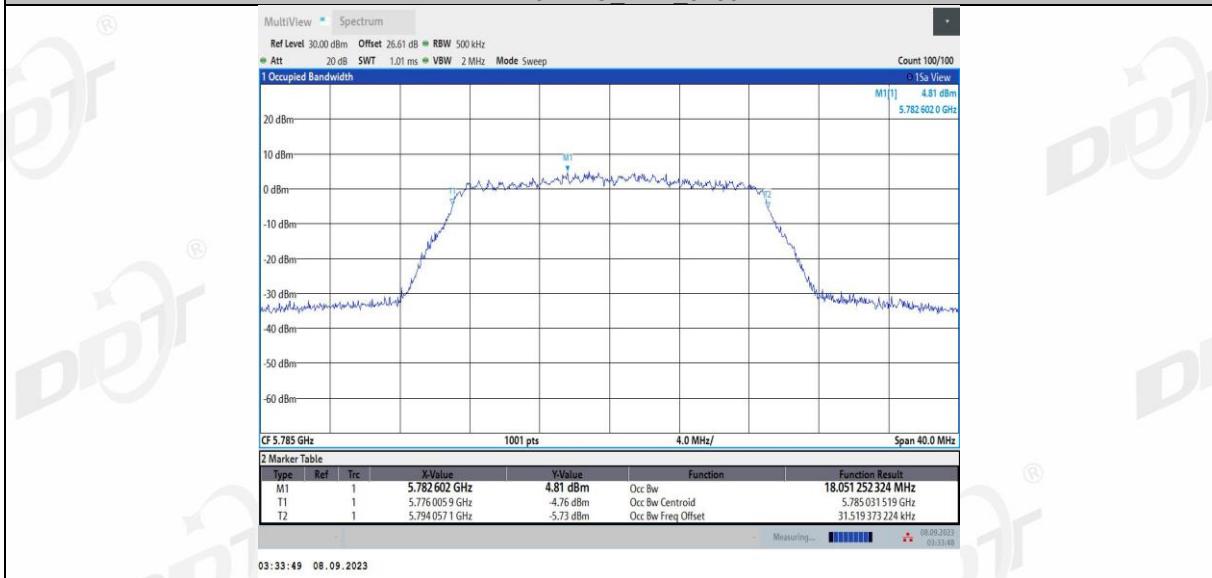 MultiView Spectrum
Ref Level 30.00 dBm Offset 26.61 dB RBW 500 kHz
Att 20 dB SWT 1.01 ms VBW 2 MHz Mode Sweep Count 100/100
1 Occupied Bandwidth 1Sa View
M1[1] 4.81 dBm
5.782 602 0 GHz
20 dBm
10 dBm
M1
0 dBm
T1
T2
-10 dBm
-20 dBm
-30 dBm
-40 dBm
-50 dBm
-60 dBm
CF 5.785 GHz 1001 pts 4.0 MHz/ Span 40.0 MHz
2 Marker Table
Type Ref Trc X-Value Y-Value Function Function Result
M1 1 5.782 602 GHz 4.81 dBm Occ Bw 18.051 252 324 MHz
T1 1 5.776 005 9 GHz -4.76 dBm Occ Bw Centroid 5.785 031 519 GHz
T2 1 5.794 057 1 GHz -5.73 dBm Occ Bw Freq Offset 31.519 373 224 kHz
Measuring... 08.09.2023
03:33:48
03:33:49 08.09.2023
DDT
®
DDT
®
DDT
DDT
®